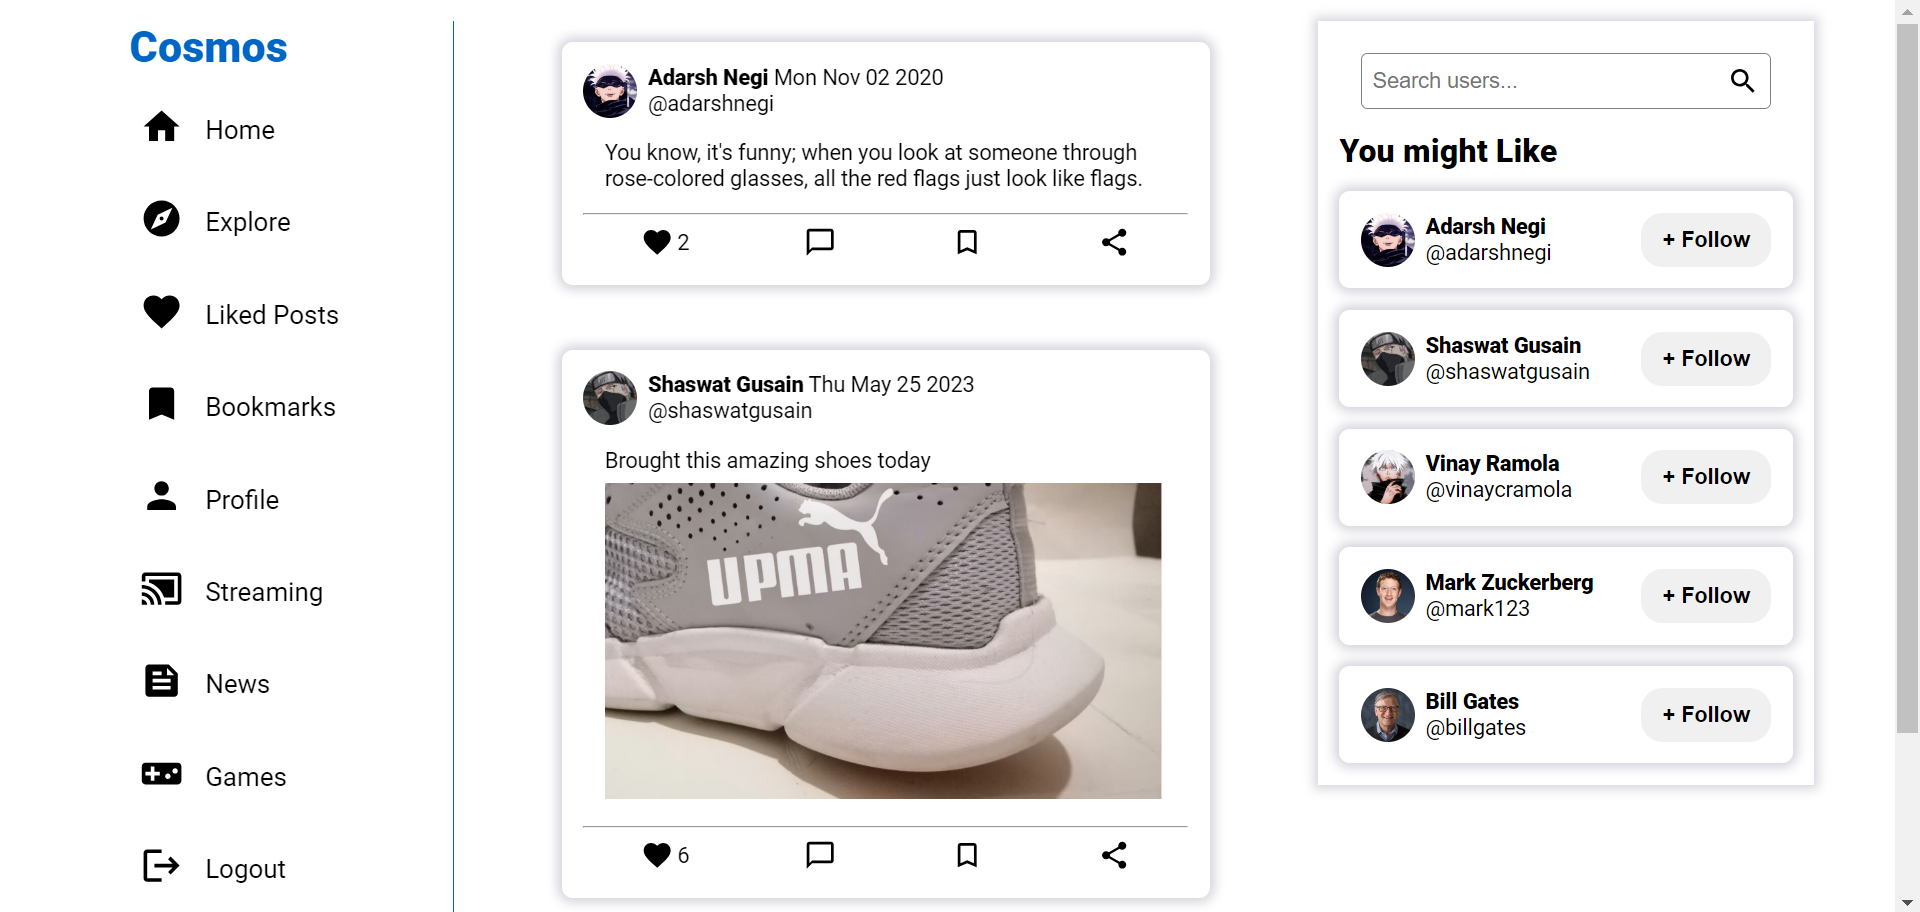 Cosmos
Home
Explore
Liked Posts
Bookmarks
Profile
Streaming
News
Games
Logout
Adarsh Negi Mon Nov 02 2020
@adarshnegi
You know, it's funny; when you look at someone through
rose-colored glasses, all the red flags just look like flags.
2
Shaswat Gusain Thu May 25 2023
@shaswatgusain
Brought this amazing shoes today
UPMA
6
Search users...
You might Like
Adarsh Negi
@adarshnegi
+ Follow
Shaswat Gusain
@shaswatgusain
+ Follow
Vinay Ramola
@vinaycramola
+ Follow
Mark Zuckerberg
@mark123
+ Follow
Bill Gates
@billgates
+ Follow